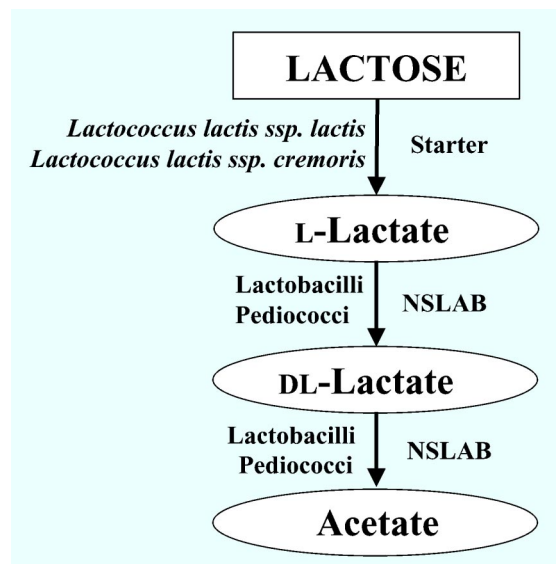 LACTOSE
Lactococcus lactis ssp. lactis
Lactococcus lactis ssp. cremoris
Starter
L-Lactate
Lactobacilli
Pediococci
NSLAB
DL-Lactate
Lactobacilli
Pediococci
NSLAB
Acetate